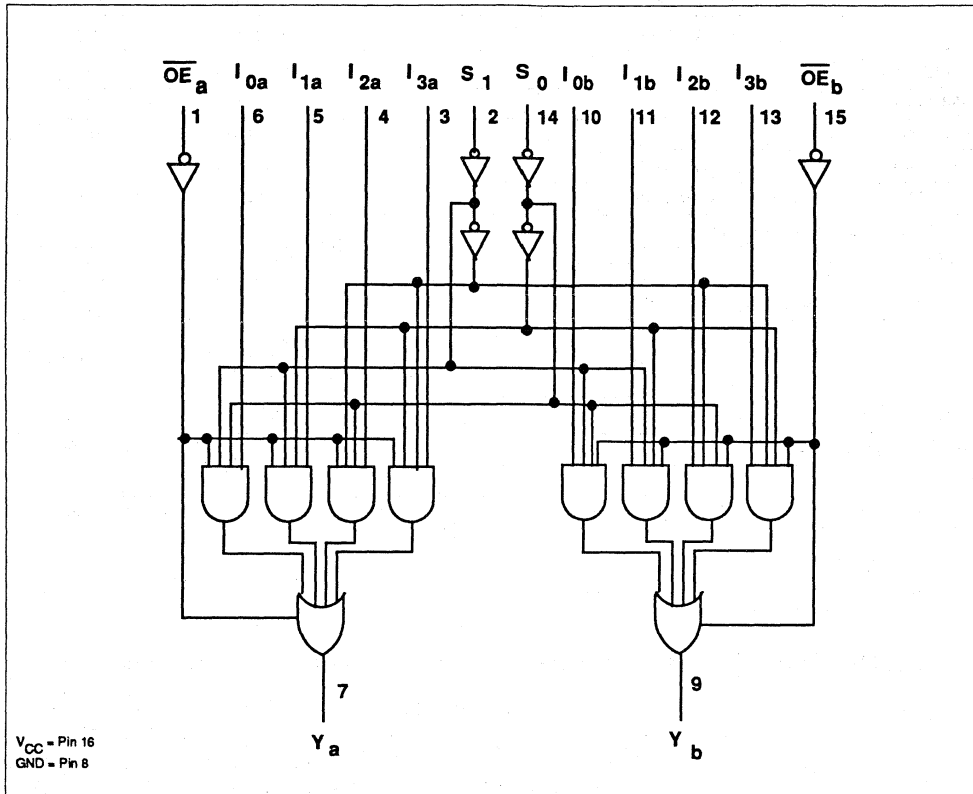 OEa I0a I1a I2a I3a S1 S0 I0b I1b I2b I3b OEb
1 6 5 4 3 2 14 10 11 12 13 15
7 9
Ya Yb
VCC = Pin 16
GND = Pin 8